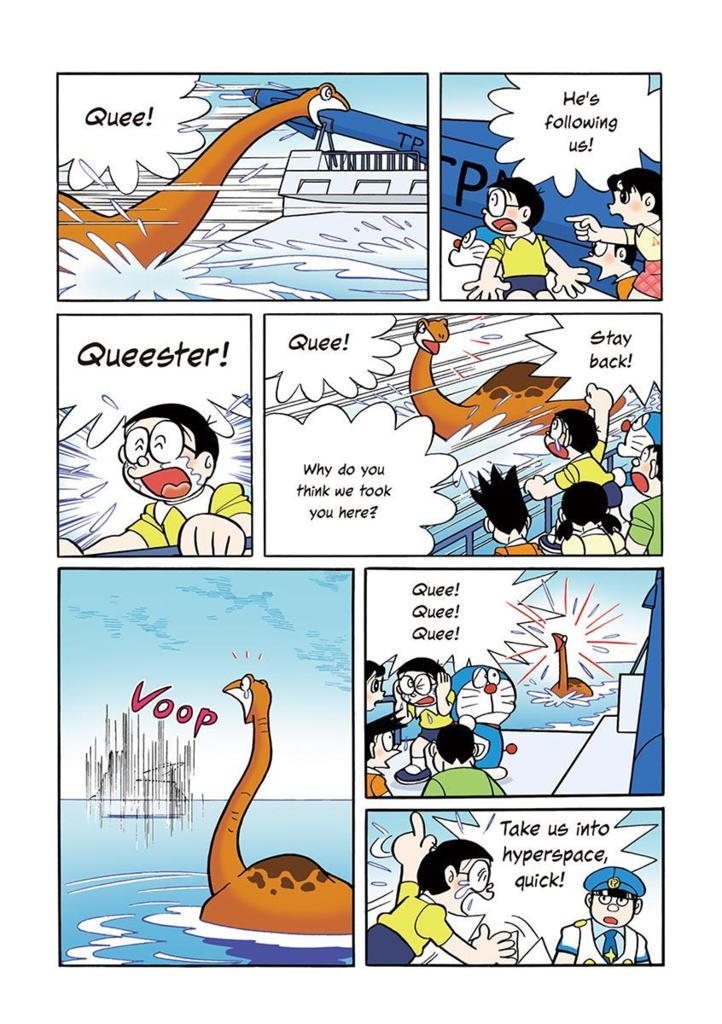 He's
following
us!
TPN
Quee!
TP
Stay
back!
Quee!
Why do you
think we took
you here?
Queester!
Quee!
Quee!
Quee!
Take us into
hyperspace,
quick!
Voop